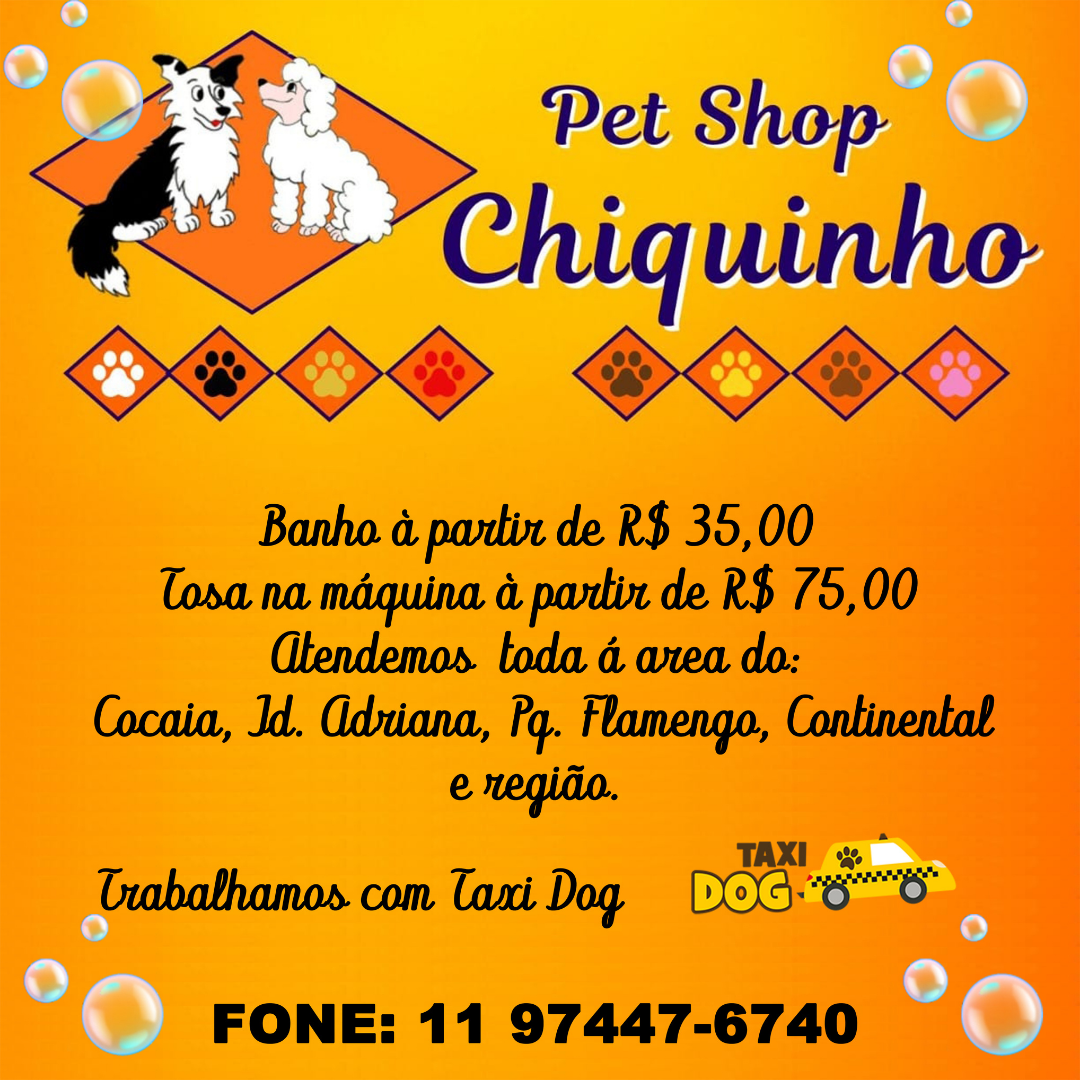 Pet Shop
Chiquinho
Banho à partir de R$ 35,00
Tosa na máquina à partir de R$ 75,00
Atendemos toda á area do:
Cocaia, Jd. Adriana, Pq. Flamengo, Continental
e região.
Trabalhamos com Taxi Dog
TAXI
DOG
FONE: 11 97447-6740